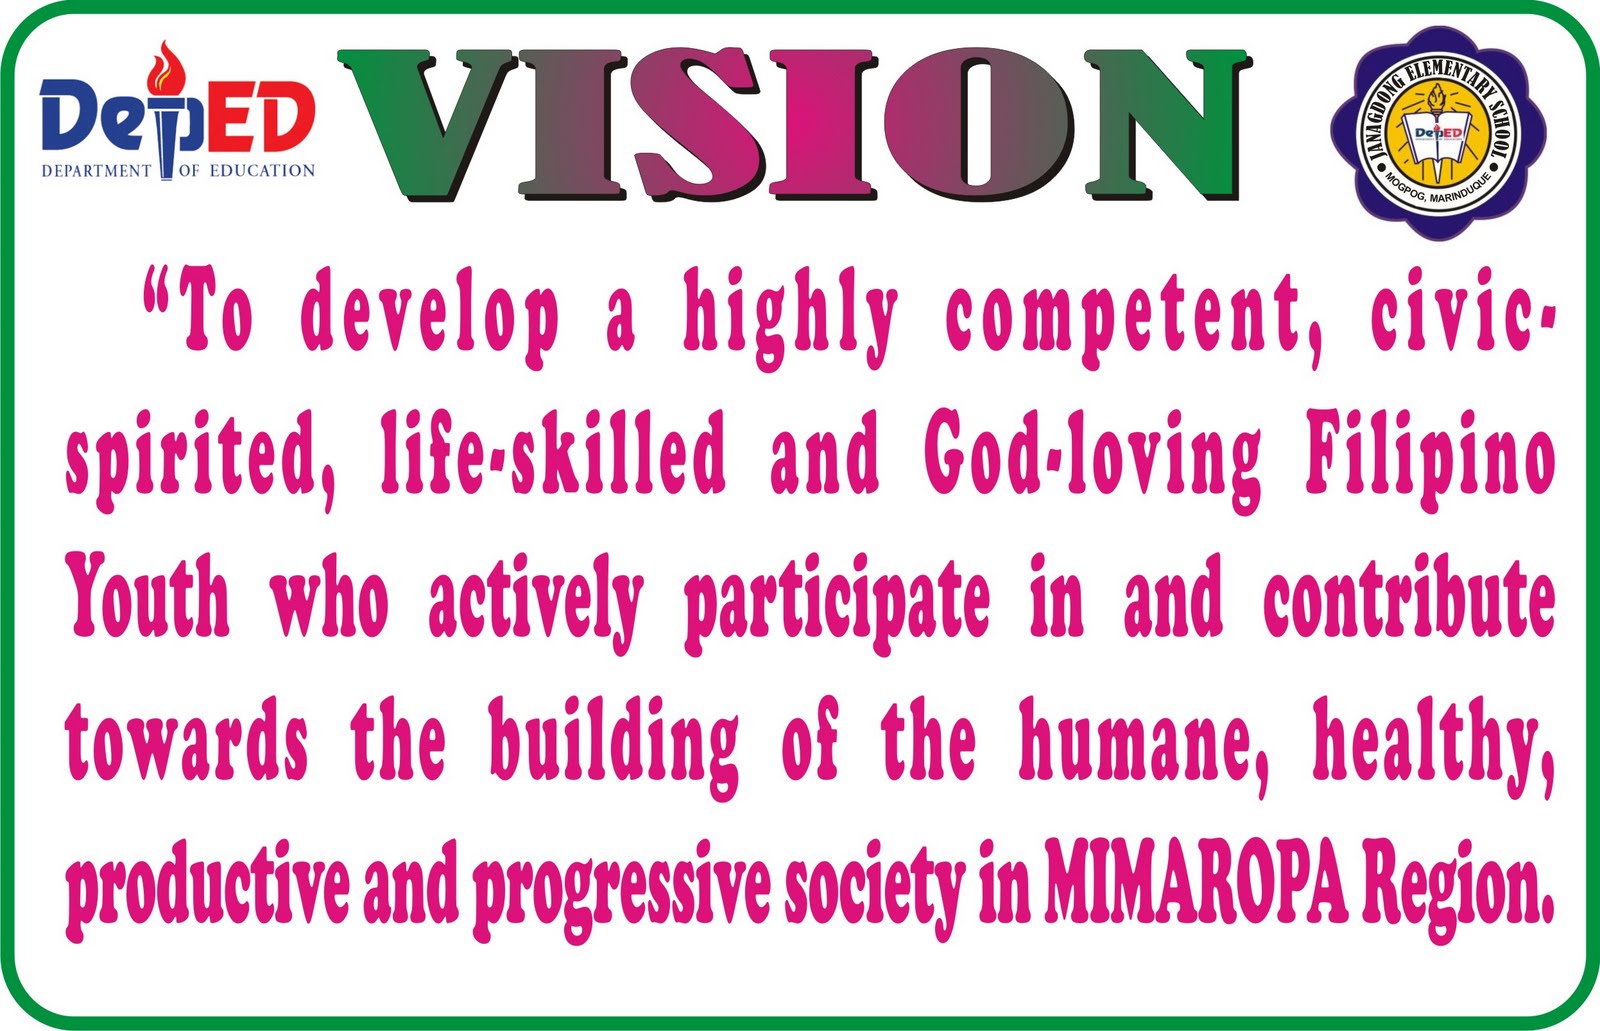 DepED
DEPARTMENT OF EDUCATION
VISION
JANAGDONG ELEMENTARY SCHOOL
DepED
MOGPOG, MARINDUQUE
“To develop a highly competent, civic-
spirited, life-skilled and God-loving Filipino
Youth who actively participate in and contribute
towards the building of the humane, healthy,
productive and progressive society in MIMAROPA Region.